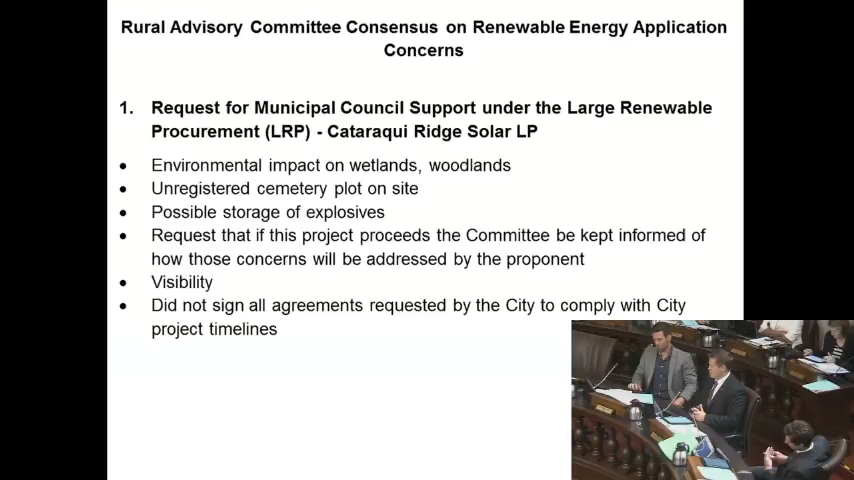 Rural Advisory Committee Consensus on Renewable Energy Application
Concerns
1. Request for Municipal Council Support under the Large Renewable
Procurement (LRP) - Cataraqui Ridge Solar LP
• Environmental impact on wetlands, woodlands
• Unregistered cemetery plot on site
• Possible storage of explosives
• Request that if this project proceeds the Committee be kept informed of
how those concerns will be addressed by the proponent
• Visibility
• Did not sign all agreements requested by the City to comply with City
project timelines